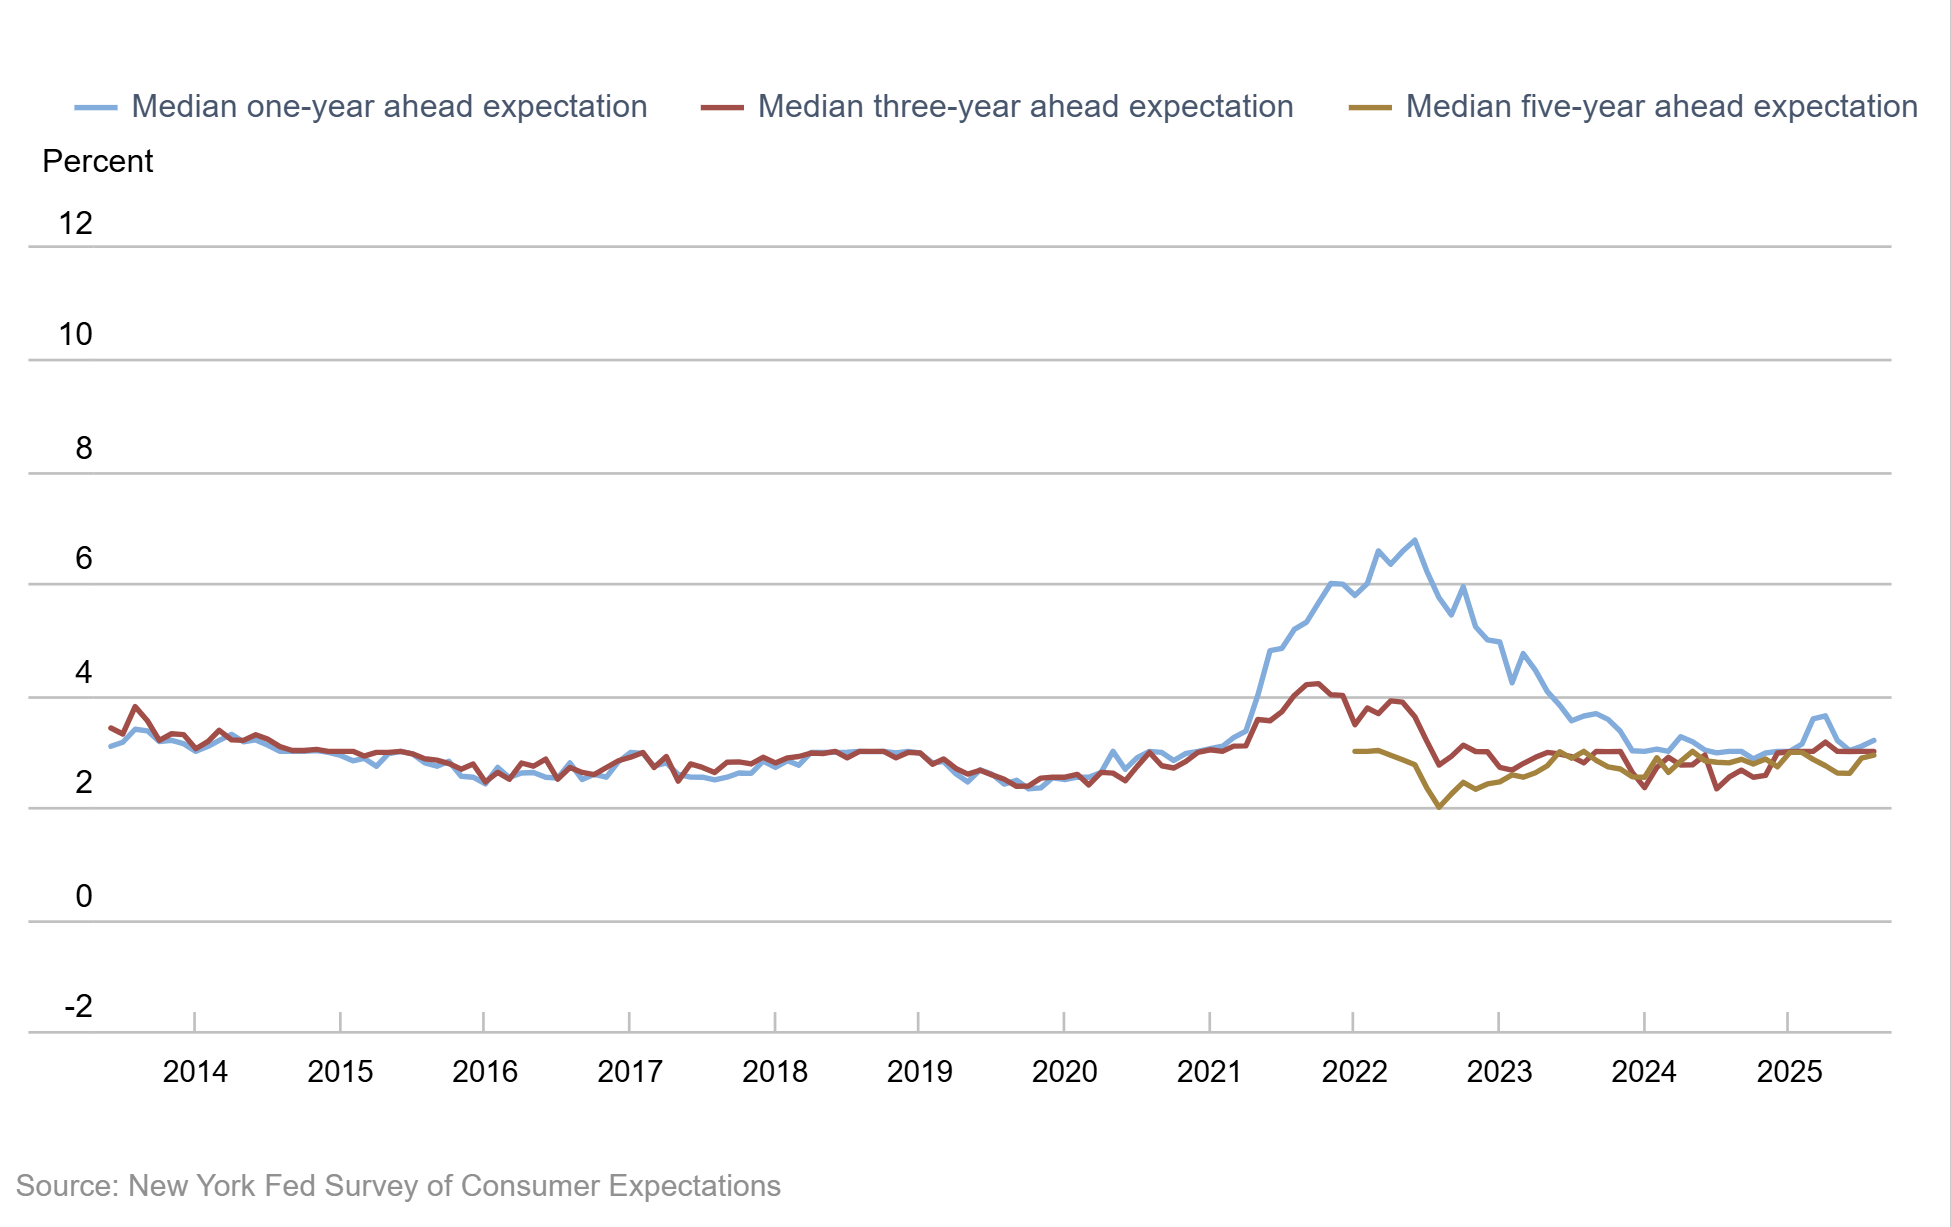 Median one-year ahead expectation Median three-year ahead expectation Median five-year ahead expectation
Percent
12
10
8
6
4
2
0
-2
2014 2015 2016 2017 2018 2019 2020 2021 2022 2023 2024 2025
Source: New York Fed Survey of Consumer Expectations